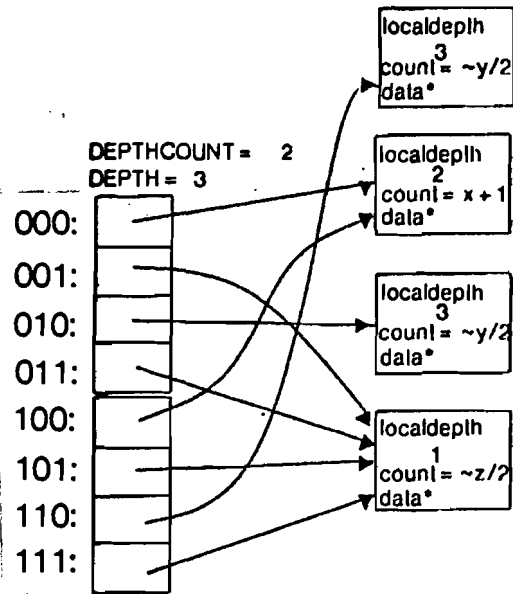 localdepth
3
count = ~y/2
data*
DEPTHCOUNT = 2
DEPTH = 3
localdepth
2
count = x + 1
data*
000:
001:
010:
011:
100:
101:
110:
111:
localdepth
3
count = ~y/2
data*
localdepth
1
count = ~z/2
data*